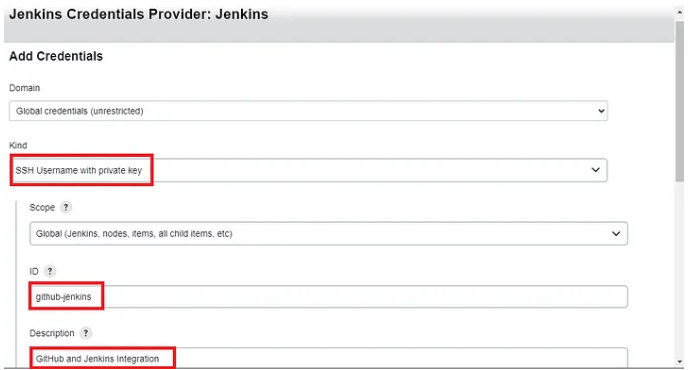 Jenkins Credentials Provider: Jenkins
Add Credentials
Domain
Global credentials (unrestricted)
Kind
SSH Username with private key
Scope ?
Global (Jenkins, nodes, items, all child items, etc)
ID ?
github-jenkins
Description ?
GitHub and Jenkins Integration